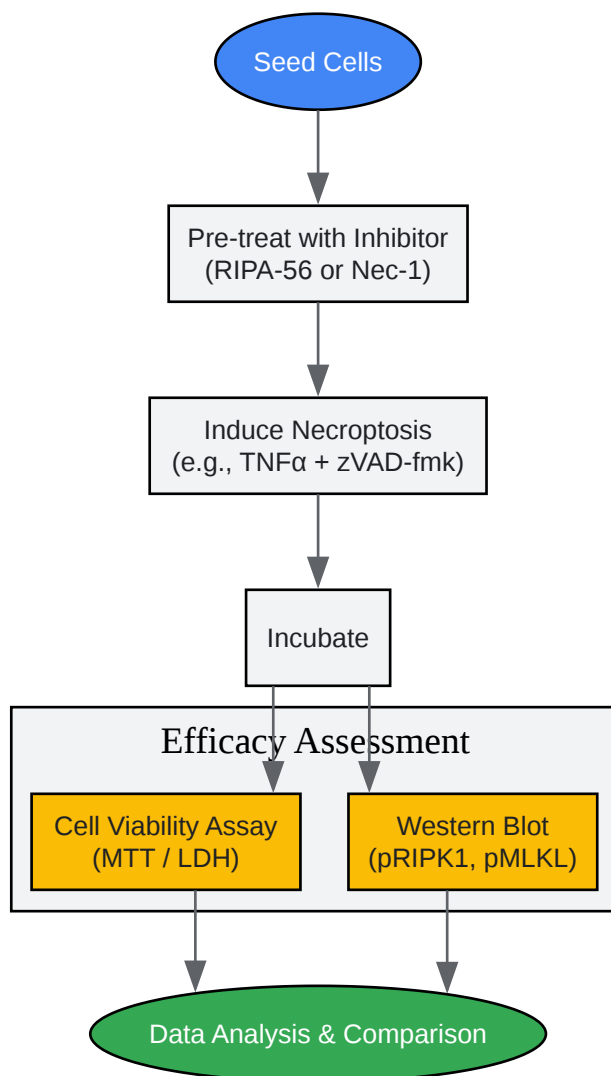 Seed Cells
Pre-treat with Inhibitor
(RIPA-56 or Nec-1)
Induce Necroptosis
(e.g., TNFα + zVAD-fmk)
Incubate
Efficacy Assessment
Cell Viability Assay
(MTT / LDH)
Western Blot
(pRIPK1, pMLKL)
Data Analysis & Comparison